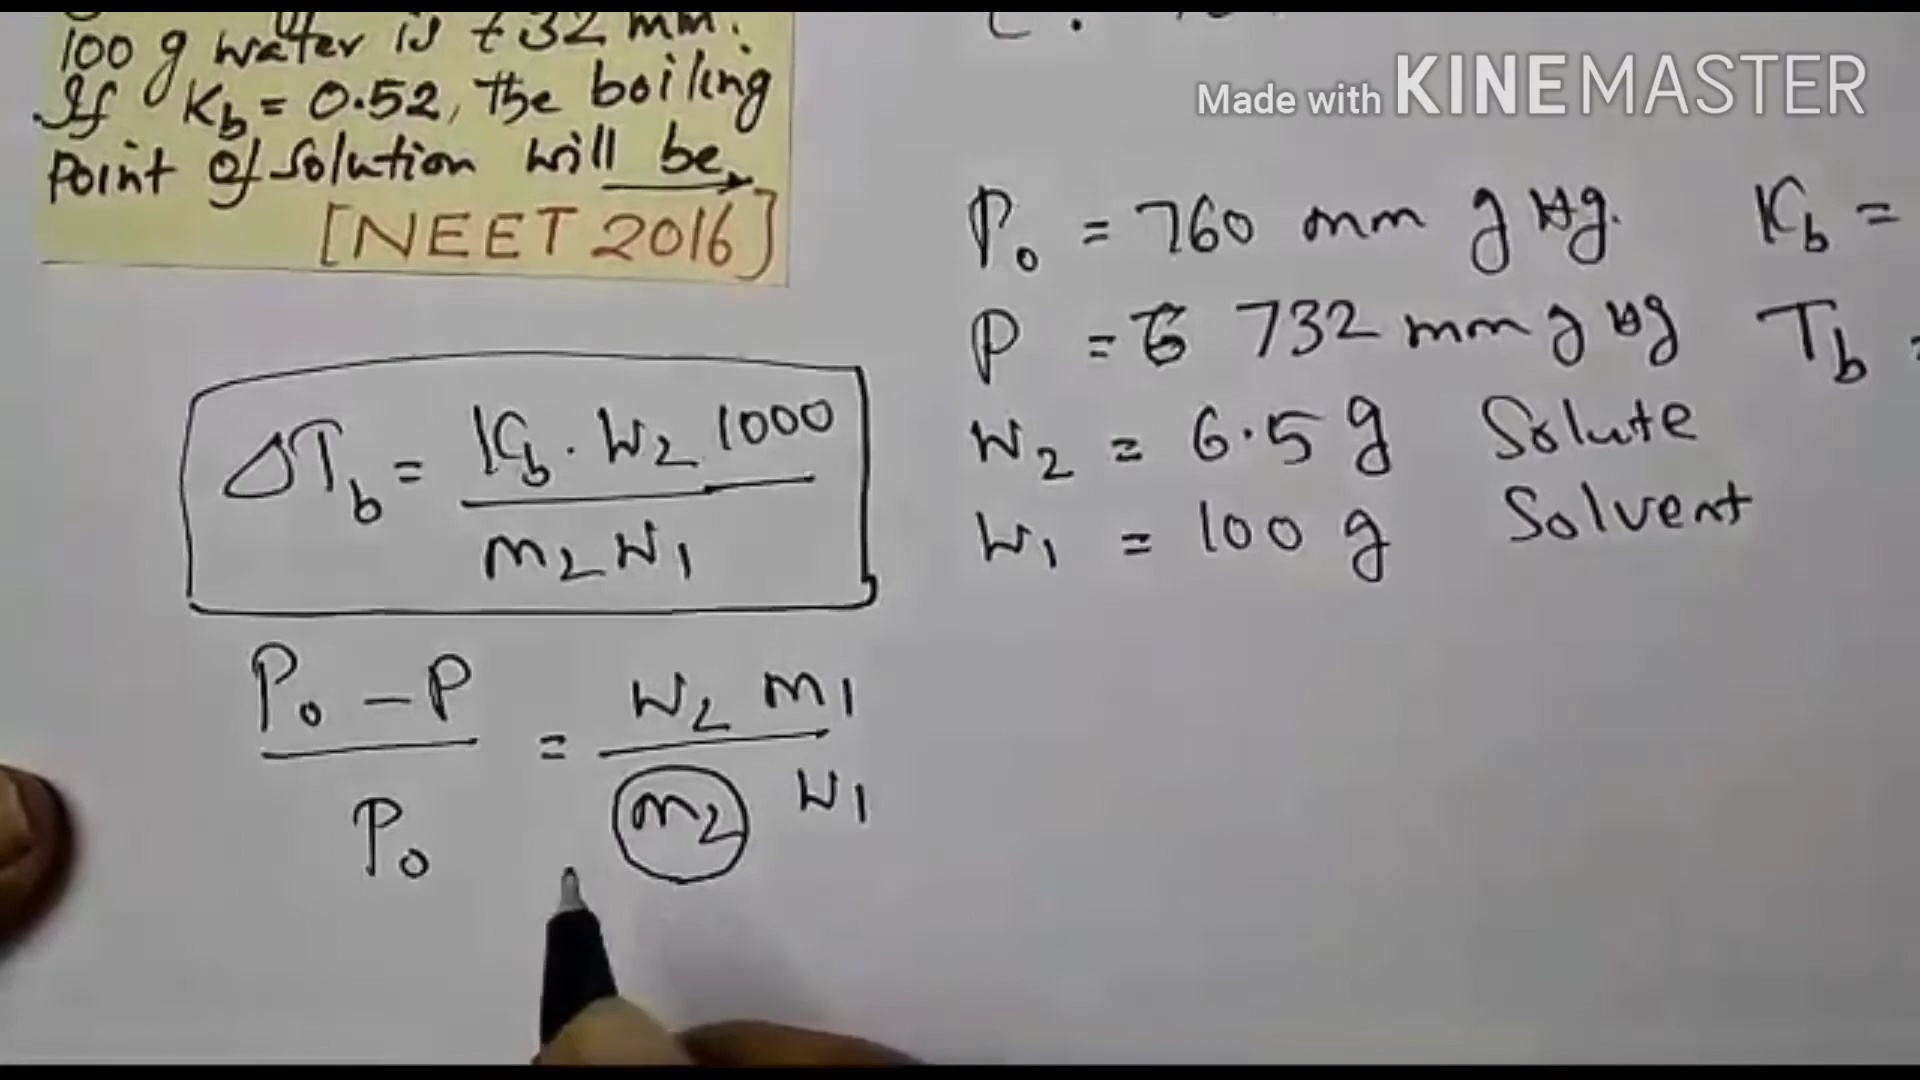 100 g water is 732 mm.
If Kb = 0.52, the boiling
Point of solution will be
[NEET 2016]
Made with KINEMASTER
P₀ = 760 mm g Hg. Kb =
P = 732 mm g Hg Tb =
W₂ = 6.5 g Solute
W₁ = 100 g Solvent
ΔTb = Kb . W₂ 1000
m₂ W₁
P₀ - P = W₂ m₁
P₀ m₂ W₁